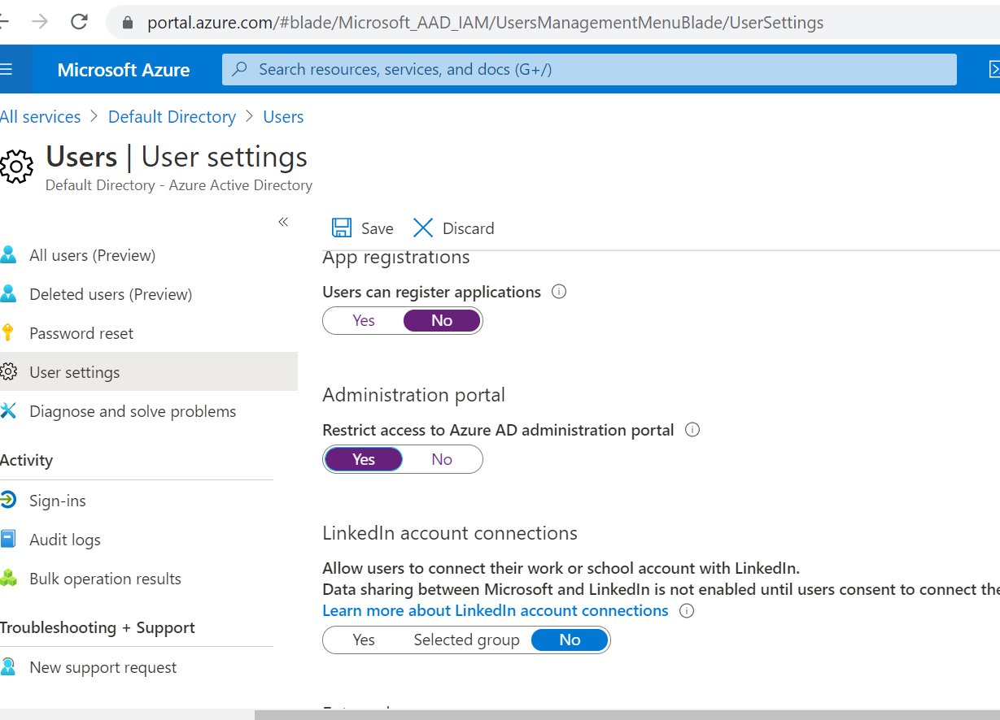 portal.azure.com/#blade/Microsoft_AAD_IAM/UsersManagementMenuBlade/UserSettings
Microsoft Azure
Search resources, services, and docs (G+/)
All services > Default Directory > Users
Users | User settings
Default Directory - Azure Active Directory
Save
Discard
All users (Preview)
Deleted users (Preview)
Password reset
User settings
Diagnose and solve problems
Activity
Sign-ins
Audit logs
Bulk operation results
Troubleshooting + Support
New support request
App registrations
Users can register applications
Yes No
Administration portal
Restrict access to Azure AD administration portal
Yes No
LinkedIn account connections
Allow users to connect their work or school account with LinkedIn.
Data sharing between Microsoft and LinkedIn is not enabled until users consent to connect the
Learn more about LinkedIn account connections
Yes Selected group No